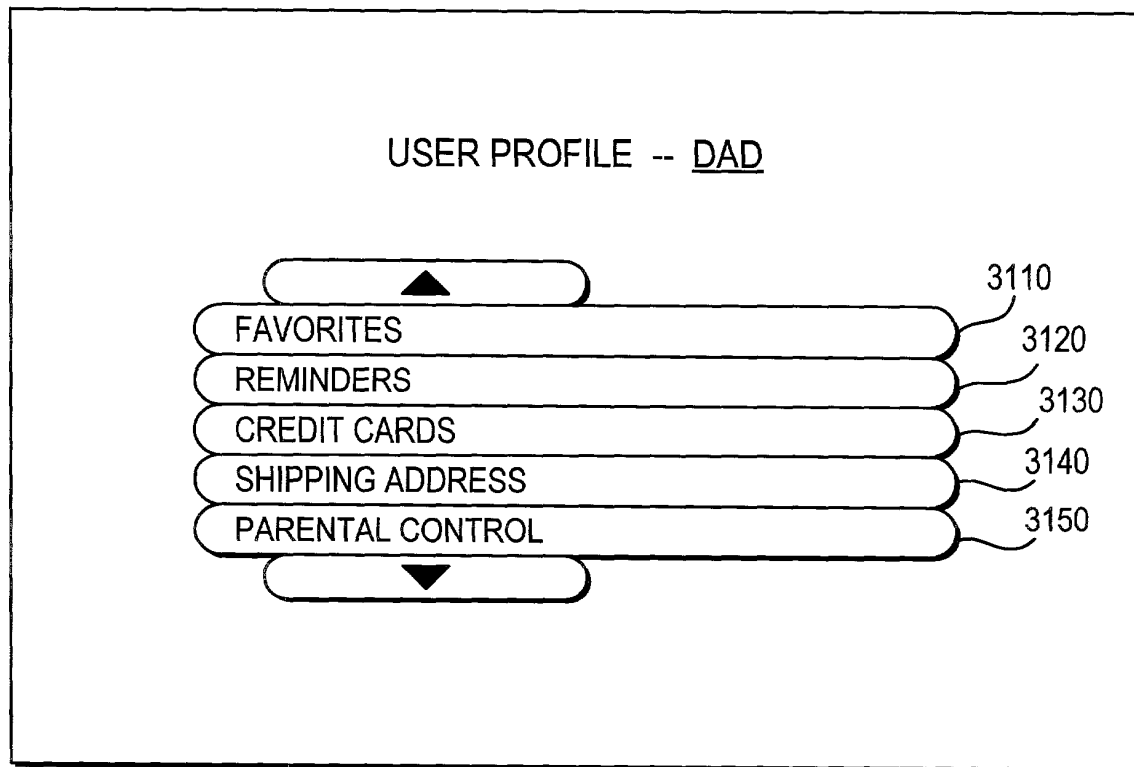 USER PROFILE -- DAD
FAVORITES 3110
REMINDERS 3120
CREDIT CARDS 3130
SHIPPING ADDRESS 3140
PARENTAL CONTROL 3150